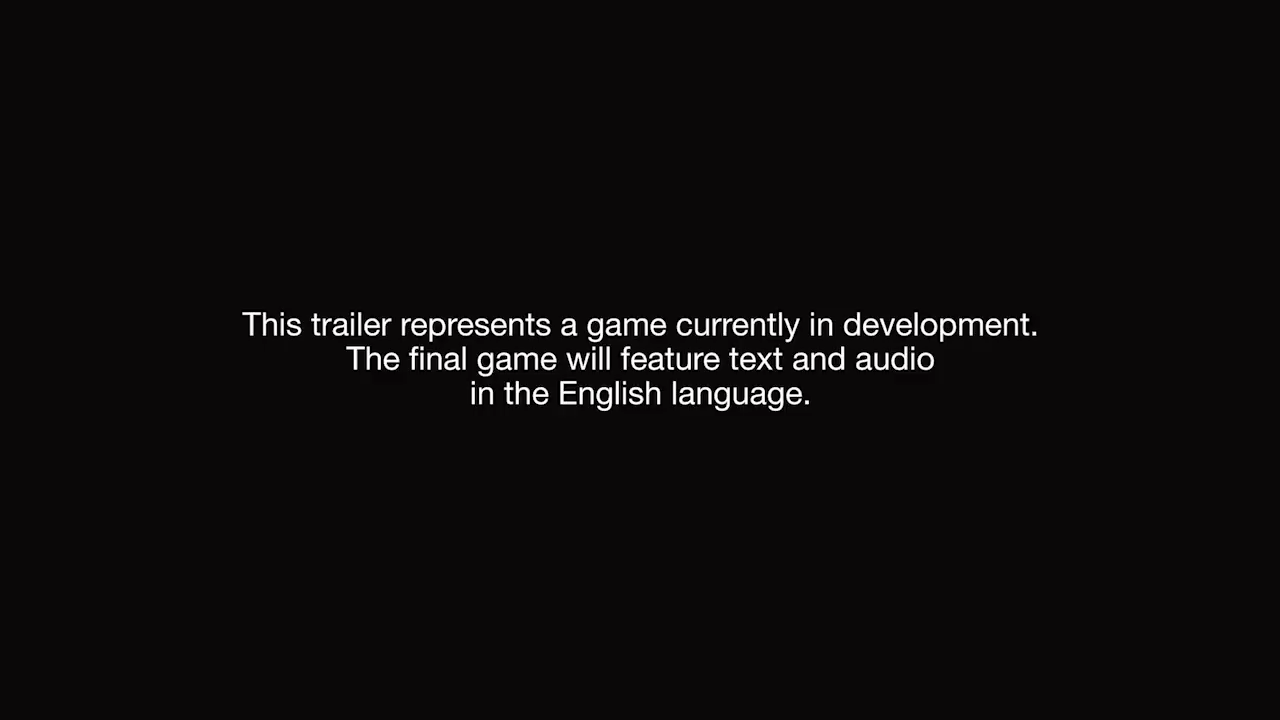 This trailer represents a game currently in development.
The final game will feature text and audio
in the English language.